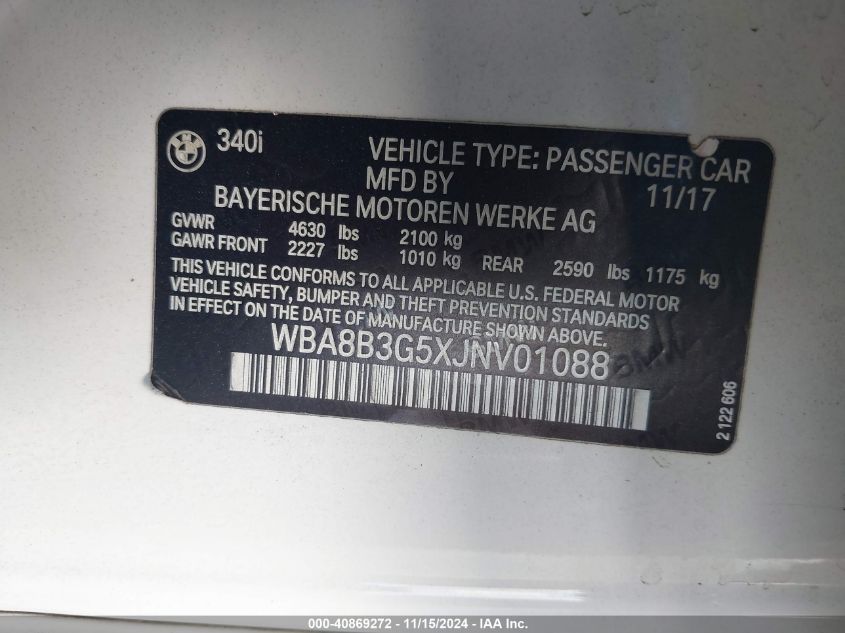 340i
VEHICLE TYPE: PASSENGER CAR
MFD BY 11/17
BAYERISCHE MOTOREN WERKE AG
GVWR 4630 lbs 2100 kg
GAWR FRONT 2227 lbs 1010 kg REAR 2590 lbs 1175 kg
THIS VEHICLE CONFORMS TO ALL APPLICABLE U.S. FEDERAL MOTOR
VEHICLE SAFETY, BUMPER AND THEFT PREVENTION STANDARDS
IN EFFECT ON THE DATE OF MANUFACTURE SHOWN ABOVE.
WBA8B3G5XJNV01088
2 122 606
000-40869272 - 11/15/2024 - IAA Inc.